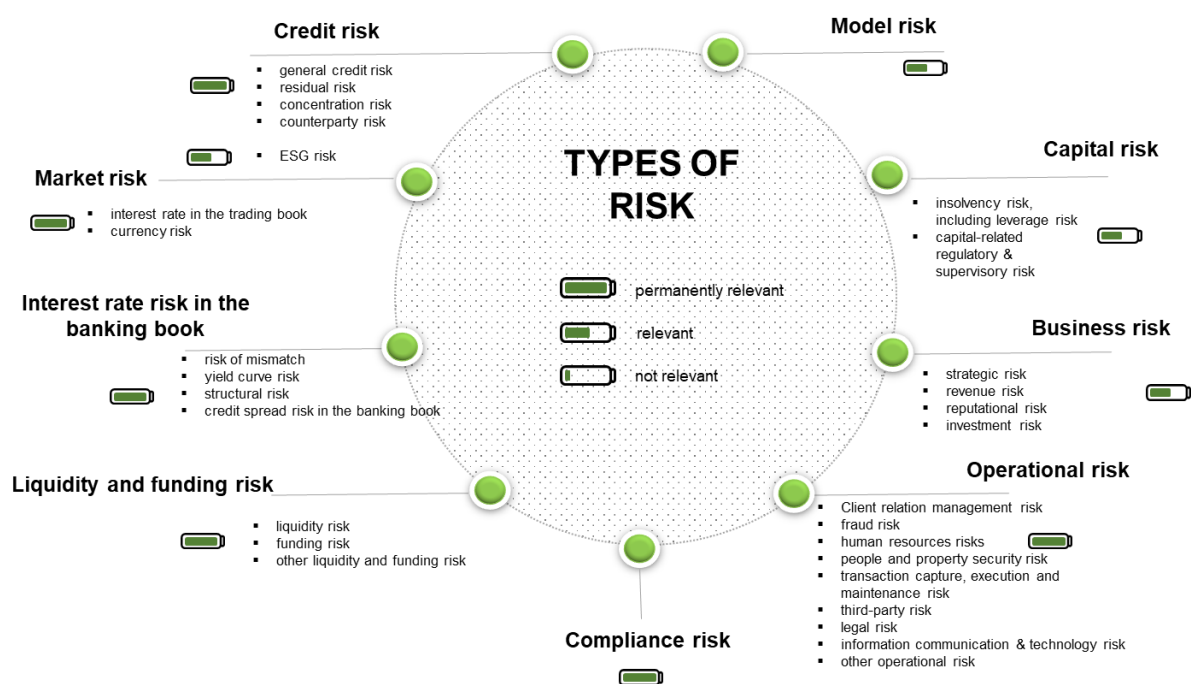 Credit risk
▪ general credit risk
▪ residual risk
▪ concentration risk
▪ counterparty risk
▪ ESG risk
Market risk
▪ interest rate in the trading book
▪ currency risk
Interest rate risk in the
banking book
▪ risk of mismatch
▪ yield curve risk
▪ structural risk
▪ credit spread risk in the banking book
Liquidity and funding risk
▪ liquidity risk
▪ funding risk
▪ other liquidity and funding risk
TYPES OF
RISK
permanently relevant
relevant
not relevant
Compliance risk
Model risk
Capital risk
▪ insolvency risk,
including leverage risk
▪ capital-related
regulatory &
supervisory risk
Business risk
▪ strategic risk
▪ revenue risk
▪ reputational risk
▪ investment risk
Operational risk
▪ Client relation management risk
▪ fraud risk
▪ human resources risks
▪ people and property security risk
▪ transaction capture, execution and
maintenance risk
▪ third-party risk
▪ legal risk
▪ information communication & technology risk
▪ other operational risk